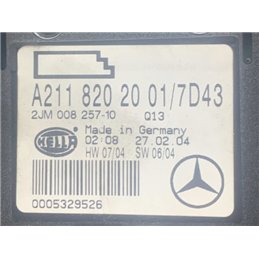 A211 820 20 01/7D43
2JM 008 257-10 Q13
Made in Germany
HELLA
02:08 27.02.04
HW 07/04 SW 06/04
0005329526